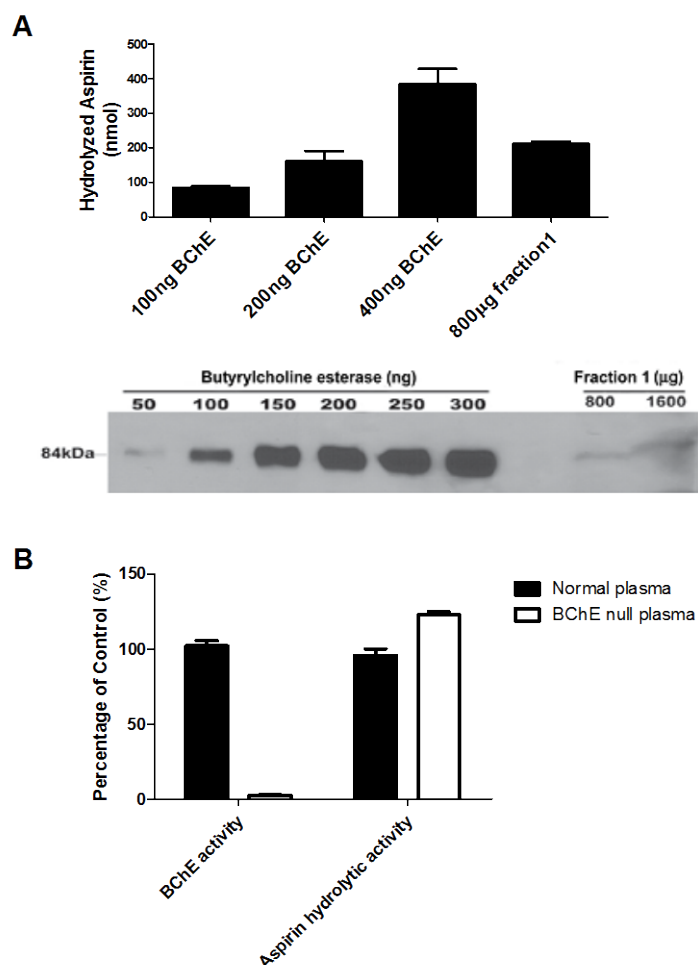 A
Hydrolyzed Aspirin
(nmol)
500
400
300
200
100
0
100ng BChE
200ng BChE
400ng BChE
800µg fraction1
Butyrylcholine esterase (ng)
Fraction 1 (µg)
50 100 150 200 250 300
800 1600
84kDa
B
Percentage of Control (%)
150
100
50
0
Normal plasma
BChE null plasma
BChE activity
Aspirin hydrolytic activity